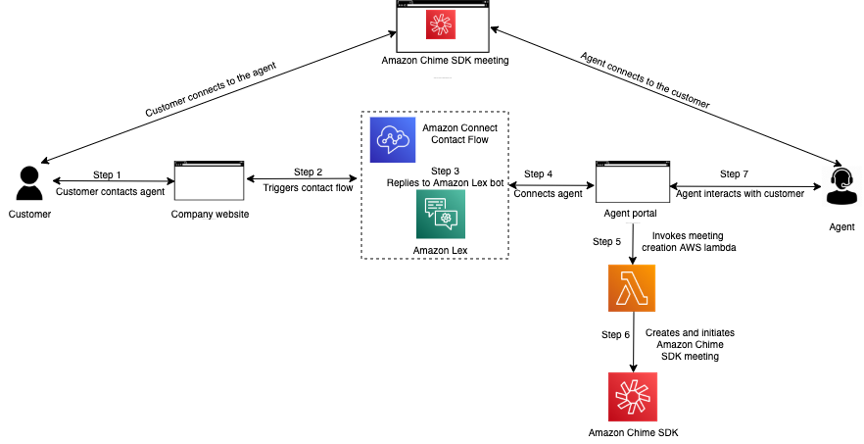 Amazon Chime SDK meeting
Customer connects to the agent
Agent connects to the customer
Amazon Connect
Contact Flow
Step 1
Customer contacts agent
Step 2
Triggers contact flow
Step 3
Replies to Amazon Lex bot
Step 4
Connects agent
Step 7
Agent interacts with customer
Customer
Company website
Agent portal
Agent
Amazon Lex
Step 5
Invokes meeting
creation AWS lambda
Step 6
Creates and initiates
Amazon Chime
SDK meeting
Amazon Chime SDK